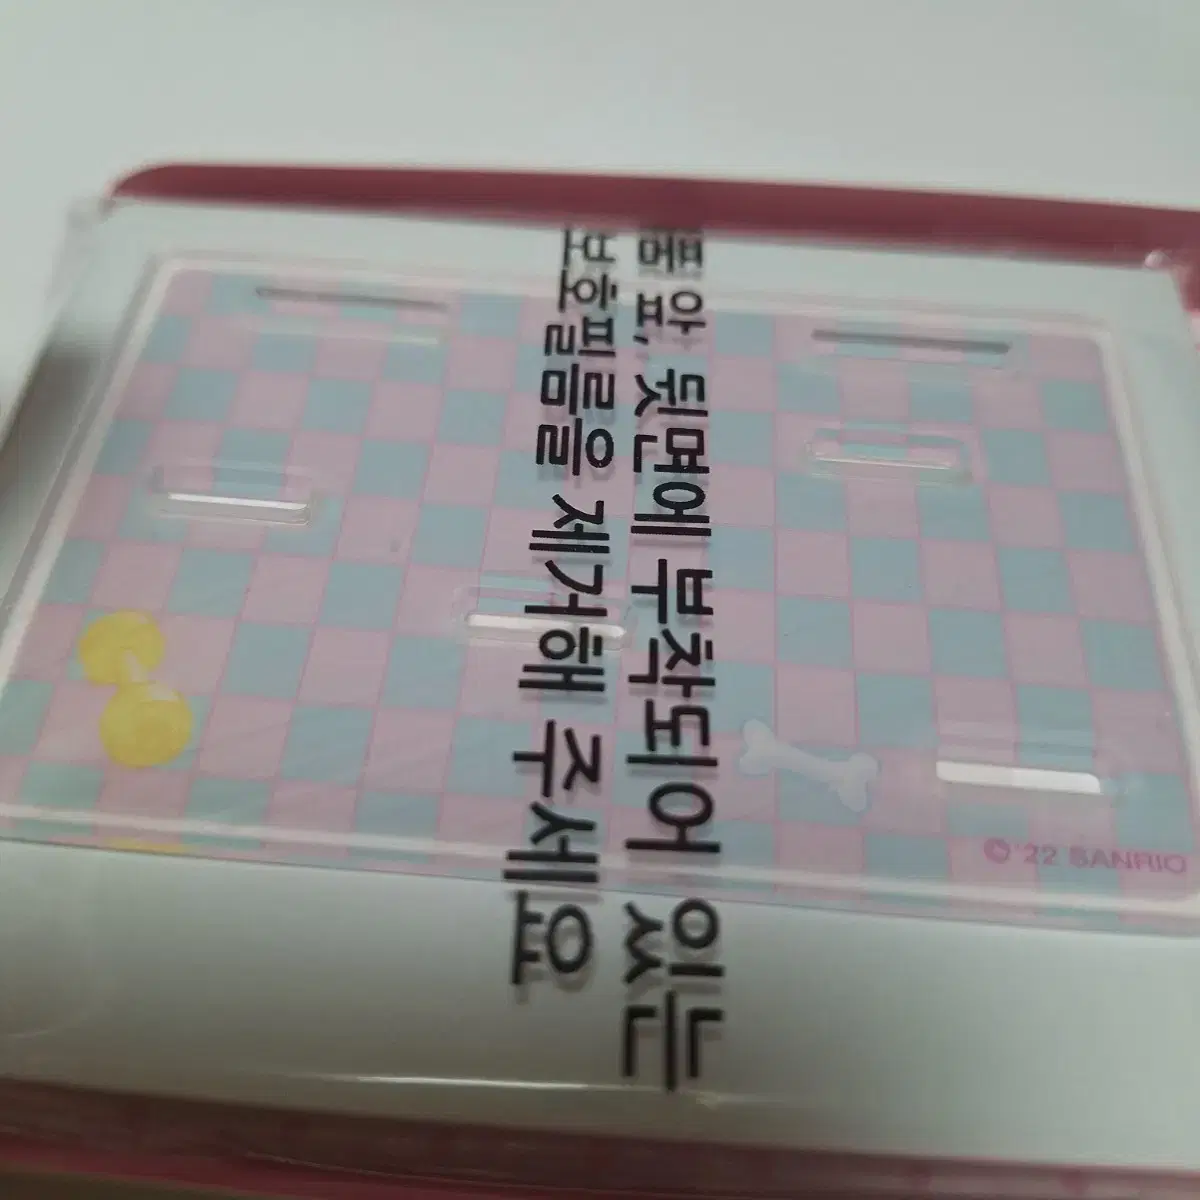 품 앞, 뒷면에 부착되어 있는
보호필름을 제거해 주세요
© '22 SANRIO